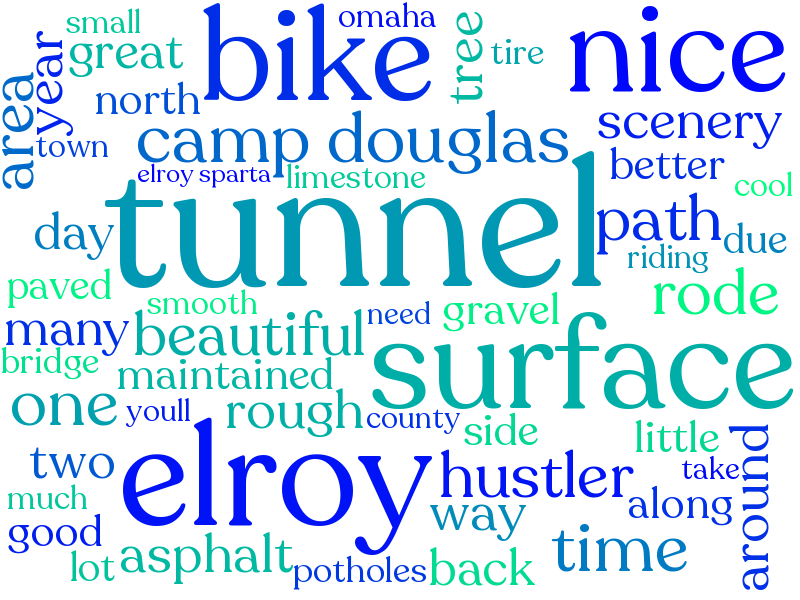 small
omaha
bike
nice
great
year
tree
tire
area
north
camp douglas
scenery
town
elroy sparta
limestone
better
cool
tunnel
path
day
due
riding
paved
smooth
need
gravel
rode
many
beautiful
surface
bridge
maintained
one
youll
rough
county
side
little
around
two
elroy
hustler
take
much
way
along
good
lot
asphalt
potholes
back
time